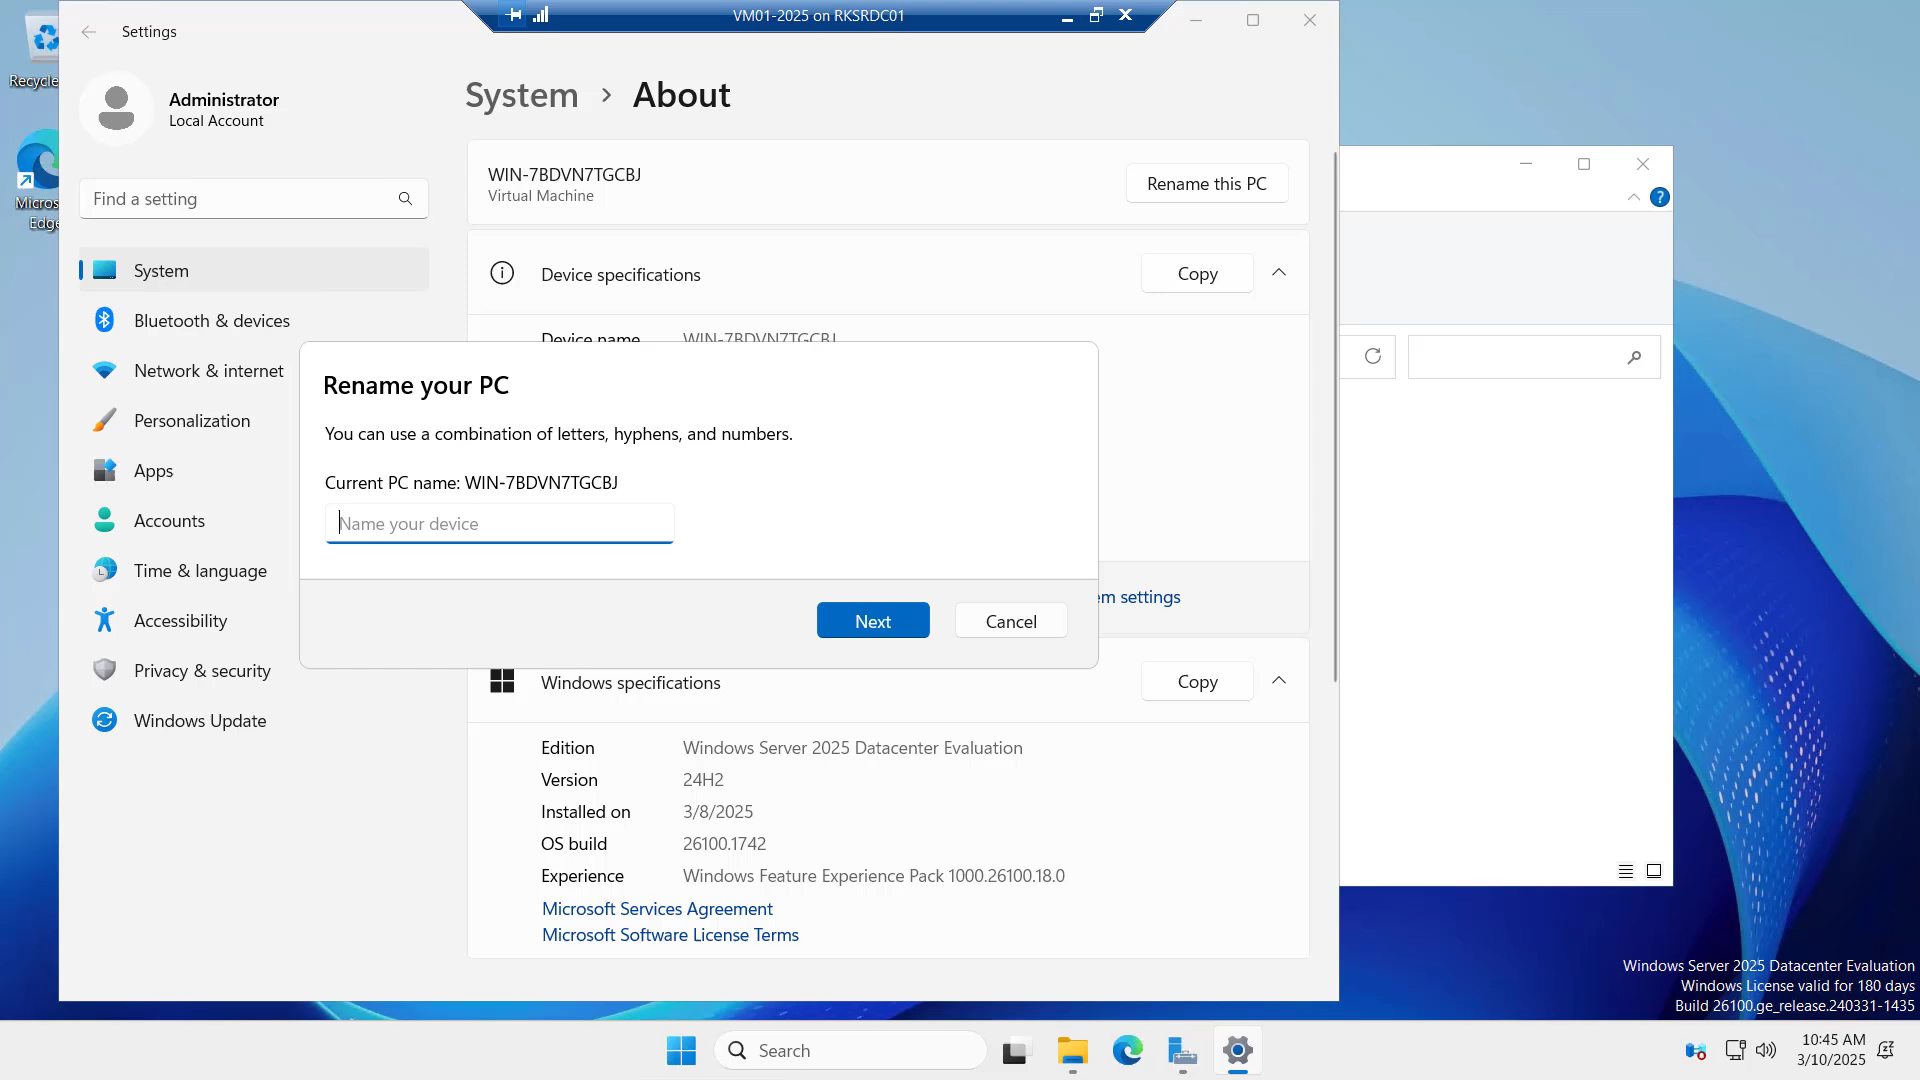 VM01-2025 on RKSRDC01
Settings
Recycle
Administrator
Local Account
System > About
Find a setting
Micros
Edge
System
Bluetooth & devices
Network & internet
Personalization
Apps
Accounts
Time & language
Accessibility
Privacy & security
Windows Update
WIN-7BDVN7TGCBJ
Virtual Machine
Rename this PC
Device specifications
Copy
Device name WIN-7BDVN7TGCBJ
Rename your PC
You can use a combination of letters, hyphens, and numbers.
Current PC name: WIN-7BDVN7TGCBJ
Name your device
Next
Cancel
em settings
Windows specifications
Copy
Edition Windows Server 2025 Datacenter Evaluation
Version 24H2
Installed on 3/8/2025
OS build 26100.1742
Experience Windows Feature Experience Pack 1000.26100.18.0
Microsoft Services Agreement
Microsoft Software License Terms
Windows Server 2025 Datacenter Evaluation
Windows License valid for 180 days
Build 26100.ge_release.240331-1435
Search
10:45 AM
3/10/2025